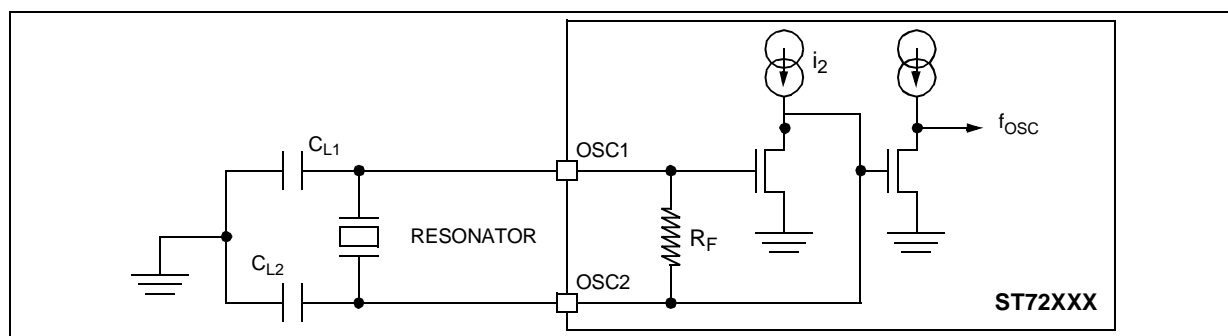 i2
fOSC
CL1
OSC1
RESONATOR
RF
CL2
OSC2
ST72XXX